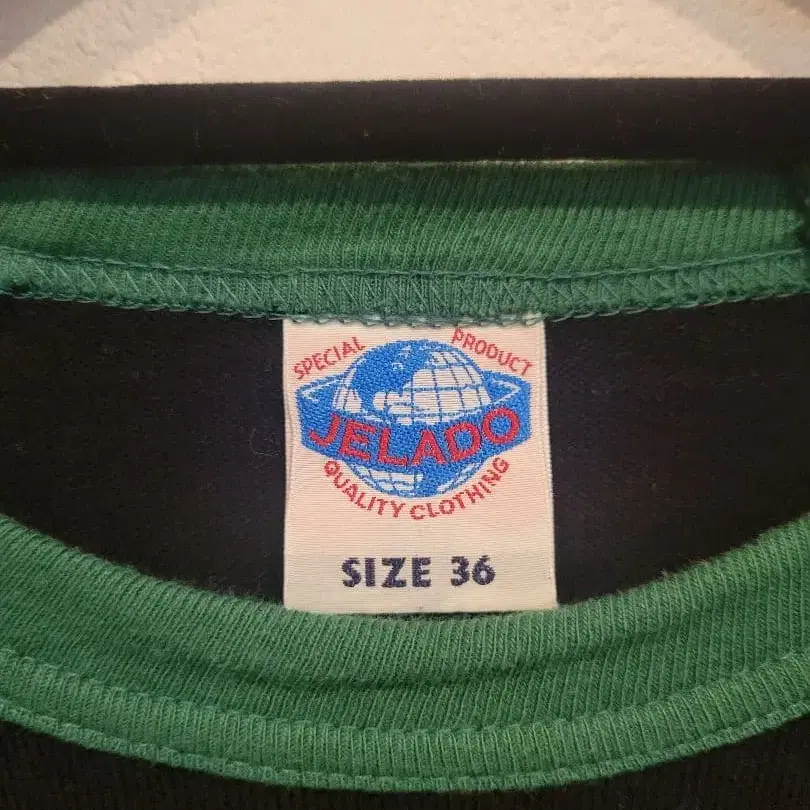 SPECIAL PRODUCT
JELADO
QUALITY CLOTHING
SIZE 36